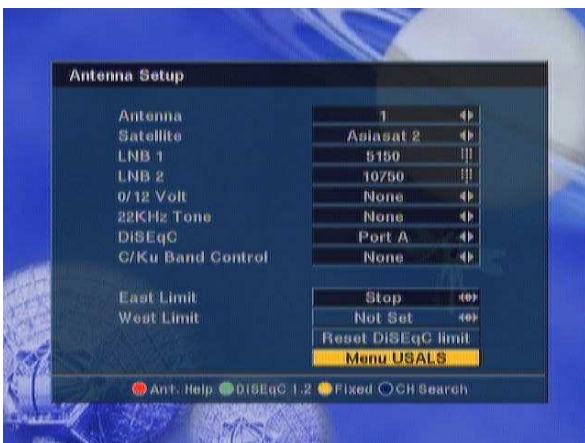 Antenna Setup
Antenna 1
Satellite Asiasat 2
LNB 1 5150
LNB 2 10750
0/12 Volt None
22KHz Tone None
DiSEqC Port A
C/Ku Band Control None
East Limit Stop
West Limit Not Set
Reset DiSEqC limit
Menu USALS
Ant. Help DiSEqC 1.2 Fixed CH Search